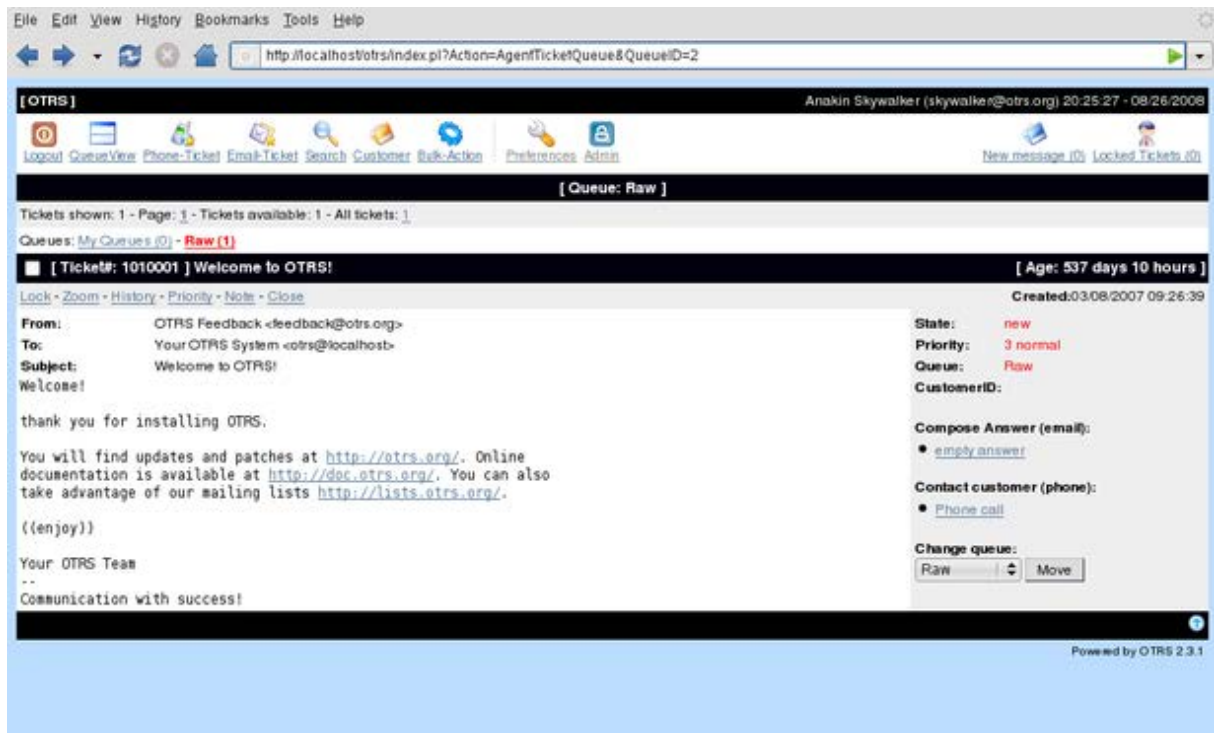 File Edit View History Bookmarks Tools Help
http://localhost/otrs/index.pl?Action=AgentTicketQueue&QueueID=2
[ OTRS ] Anakin Skywalker (skywalker@otrs.org) 20:25:27 - 08/26/2008
Logout QueueView Phone-Ticket Email-Ticket Search Customer Bulk-Action Preferences Admin New message (0) Locked Tickets (0)
[ Queue: Raw ]
Tickets shown: 1 - Page: 1 - Tickets available: 1 - All tickets: 1
Queues: My Queues (0) - Raw (1)
[ Ticket#: 1010001 ] Welcome to OTRS! [ Age: 537 days 10 hours ]
Lock - Zoom - History - Priority - Note - Close Created:03/08/2007 09:26:39
From: OTRS Feedback <feedback@otrs.org>
To: Your OTRS System <otrs@localhost>
Subject: Welcome to OTRS!
Welcome!
thank you for installing OTRS.
You will find updates and patches at http://otrs.org/. Online
documentation is available at http://doc.otrs.org/. You can also
take advantage of our mailing lists http://lists.otrs.org/.
((enjoy))
Your OTRS Team
--
Communication with success!
State: new
Priority: 3 normal
Queue: Raw
CustomerID:
Compose Answer (email):
empty answer
Contact customer (phone):
Phone call
Change queue:
Raw Move
Powered by OTRS 2.3.1